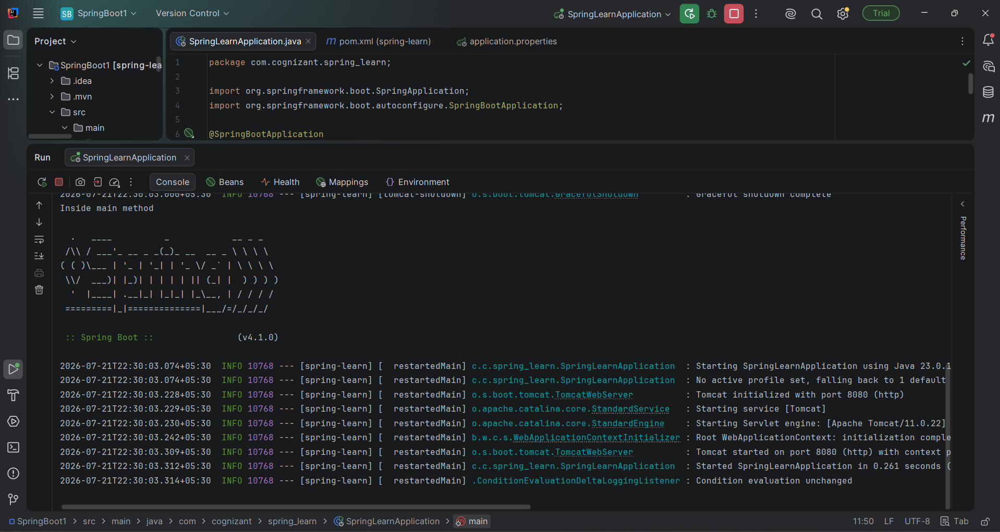 SB SpringBoot1 Version Control SpringLearnApplication Trial
Project
SpringLearnApplication.java pom.xml (spring-learn) application.properties
SpringBoot1 [spring-lea
.idea
.mvn
src
main
1 package com.cognizant.spring_learn;
2
3 import org.springframework.boot.SpringApplication;
4 import org.springframework.boot.autoconfigure.SpringBootApplication;
5
6 @SpringBootApplication
Run SpringLearnApplication
Console Beans Health Mappings Environment
2026-07-21T22:30:03.000+05:30 INFO 10768 --- [spring-learn] [tomcat-shutdown] o.s.boot.tomcat.GracefulShutdown : Graceful shutdown complete
Inside main method
  .   ____          _            __ _ _
 /\\ / ___'_ __ _ _(_)_ __  __ _ \ \ \ \
( ( )\___ | '_ | '_| | '_ \/ _` | \ \ \ \
 \\/  ___)| |_)| | | | | || (_| |  ) ) ) )
  '  |____| .__|_| |_|_| |_\__, | / / / /
 =========|_|==============|___/=/_/_/_/
:: Spring Boot :: (v4.1.0)
2026-07-21T22:30:03.074+05:30 INFO 10768 --- [spring-learn] [  restartedMain] c.c.spring_learn.SpringLearnApplication : Starting SpringLearnApplication using Java 23.0.1
2026-07-21T22:30:03.074+05:30 INFO 10768 --- [spring-learn] [  restartedMain] c.c.spring_learn.SpringLearnApplication : No active profile set, falling back to 1 default
2026-07-21T22:30:03.228+05:30 INFO 10768 --- [spring-learn] [  restartedMain] o.s.boot.tomcat.TomcatWebServer : Tomcat initialized with port 8080 (http)
2026-07-21T22:30:03.229+05:30 INFO 10768 --- [spring-learn] [  restartedMain] o.apache.catalina.core.StandardService : Starting service [Tomcat]
2026-07-21T22:30:03.230+05:30 INFO 10768 --- [spring-learn] [  restartedMain] o.apache.catalina.core.StandardEngine : Starting Servlet engine: [Apache Tomcat/11.0.22]
2026-07-21T22:30:03.242+05:30 INFO 10768 --- [spring-learn] [  restartedMain] b.w.c.s.WebApplicationContextInitializer : Root WebApplicationContext: initialization comple
2026-07-21T22:30:03.309+05:30 INFO 10768 --- [spring-learn] [  restartedMain] o.s.boot.tomcat.TomcatWebServer : Tomcat started on port 8080 (http) with context p
2026-07-21T22:30:03.312+05:30 INFO 10768 --- [spring-learn] [  restartedMain] c.c.spring_learn.SpringLearnApplication : Started SpringLearnApplication in 0.261 seconds (
2026-07-21T22:30:03.314+05:30 INFO 10768 --- [spring-learn] [  restartedMain] .ConditionEvaluationDeltaLoggingListener : Condition evaluation unchanged
Performance
SpringBoot1 > src > main > java > com > cognizant > spring_learn > SpringLearnApplication > main 11:50 LF UTF-8 Tab